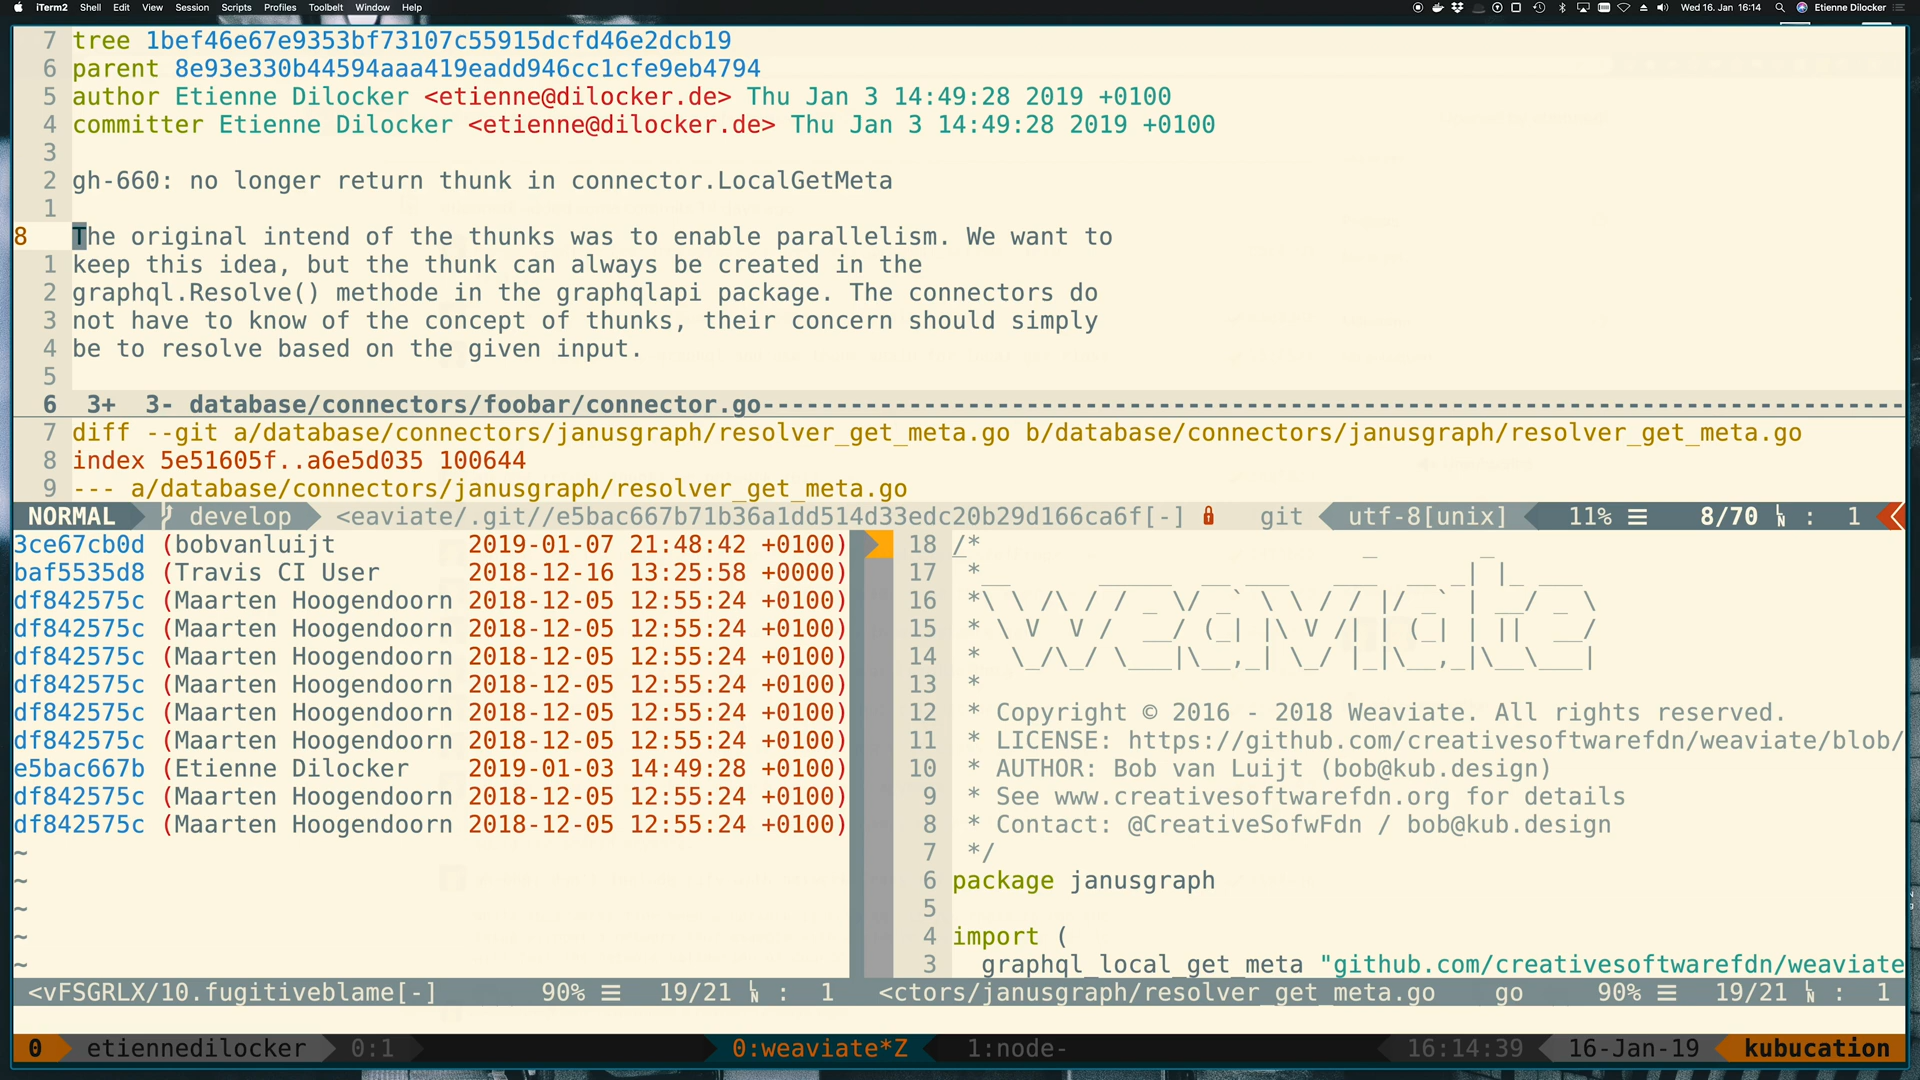 iTerm2 Shell Edit View Session Scripts Profiles Toolbelt Window Help Wed 16. Jan 16:14 Etienne Dilocker
7 tree 1bef46e67e9353bf73107c55915dcfd46e2dcb19
6 parent 8e93e330b44594aaa419eadd946cc1cfe9eb4794
5 author Etienne Dilocker <etienne@dilocker.de> Thu Jan 3 14:49:28 2019 +0100
4 committer Etienne Dilocker <etienne@dilocker.de> Thu Jan 3 14:49:28 2019 +0100
3
2 gh-660: no longer return thunk in connector.LocalGetMeta
1
8 The original intend of the thunks was to enable parallelism. We want to
1 keep this idea, but the thunk can always be created in the
2 graphql.Resolve() methode in the graphqlapi package. The connectors do
3 not have to know of the concept of thunks, their concern should simply
4 be to resolve based on the given input.
5
6 3+ 3- database/connectors/foobar/connector.go------------------------------------------------------------------------------
7 diff --git a/database/connectors/janusgraph/resolver_get_meta.go b/database/connectors/janusgraph/resolver_get_meta.go
8 index 5e51605f..a6e5d035 100644
9 --- a/database/connectors/janusgraph/resolver_get_meta.go
NORMAL develop <eaviate/.git//e5bac667b71b36a1dd514d33edc20b29d166ca6f[-] git utf-8[unix] 11% 8/70 : 1
3ce67cb0d (bobvanluijt 2019-01-07 21:48:42 +0100)
baf5535d8 (Travis CI User 2018-12-16 13:25:58 +0000)
df842575c (Maarten Hoogendoorn 2018-12-05 12:55:24 +0100)
df842575c (Maarten Hoogendoorn 2018-12-05 12:55:24 +0100)
df842575c (Maarten Hoogendoorn 2018-12-05 12:55:24 +0100)
df842575c (Maarten Hoogendoorn 2018-12-05 12:55:24 +0100)
df842575c (Maarten Hoogendoorn 2018-12-05 12:55:24 +0100)
df842575c (Maarten Hoogendoorn 2018-12-05 12:55:24 +0100)
e5bac667b (Etienne Dilocker 2019-01-03 14:49:28 +0100)
df842575c (Maarten Hoogendoorn 2018-12-05 12:55:24 +0100)
df842575c (Maarten Hoogendoorn 2018-12-05 12:55:24 +0100)
~
~
~
~
~
18 /*
17 * _ _
16 *\ \ /\ / / _ \/ _` \ \ / / |/ _` | __/ _ \
15 * \ V V / __/ (_| |\ V /| | (_| | || __/
14 * \_/\_/ \___|\__,_| \_/ |_|\__,_|\__\___|
13 *
12 * Copyright © 2016 - 2018 Weaviate. All rights reserved.
11 * LICENSE: https://github.com/creativesoftwarefdn/weaviate/blob/
10 * AUTHOR: Bob van Luijt (bob@kub.design)
9 * See www.creativesoftwarefdn.org for details
8 * Contact: @CreativeSofwFdn / bob@kub.design
7 */
6 package janusgraph
5
4 import (
3 graphql_local_get_meta "github.com/creativesoftwarefdn/weaviate
<vFSGRLX/10.fugitiveblame[-] 90% 19/21 : 1 <ctors/janusgraph/resolver_get_meta.go go 90% 19/21 : 1
0 etiennedilocker 0:1 0:weaviate*Z 1:node- 16:14:39 16-Jan-19 kubucation